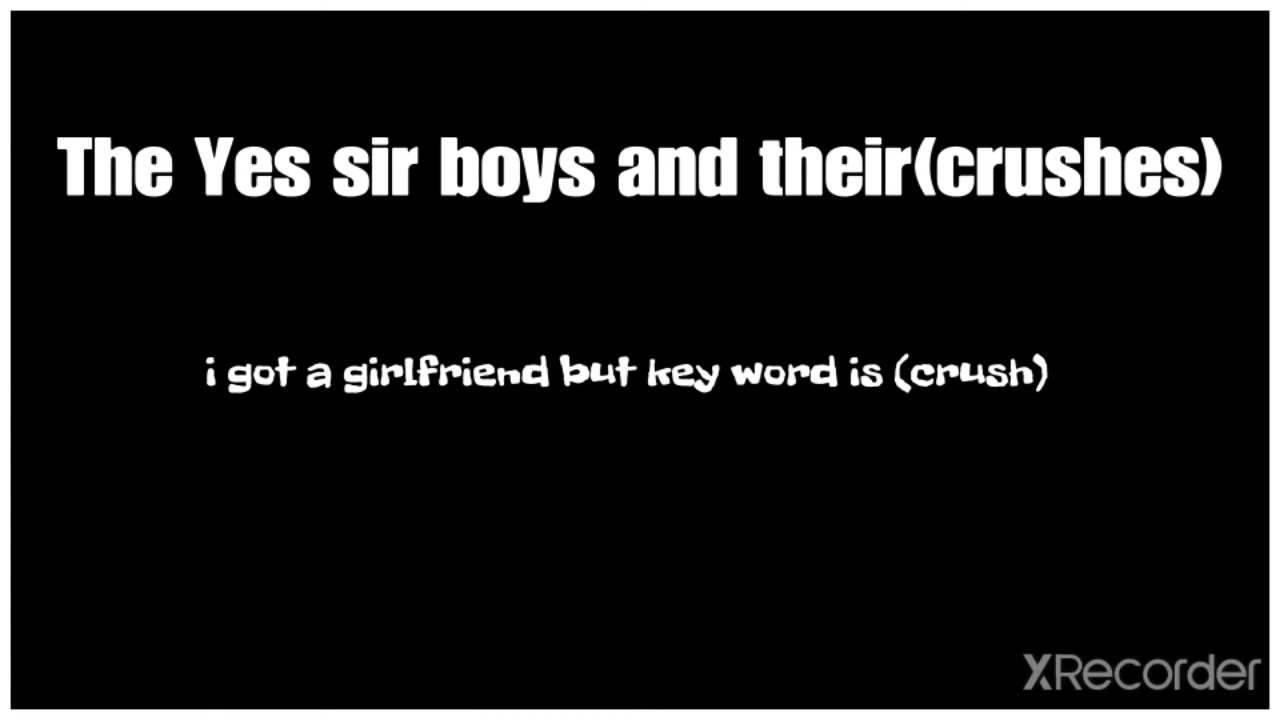 The Yes sir boys and their(crushes)
i got a girlfriend but key word is (crush)
XRecorder